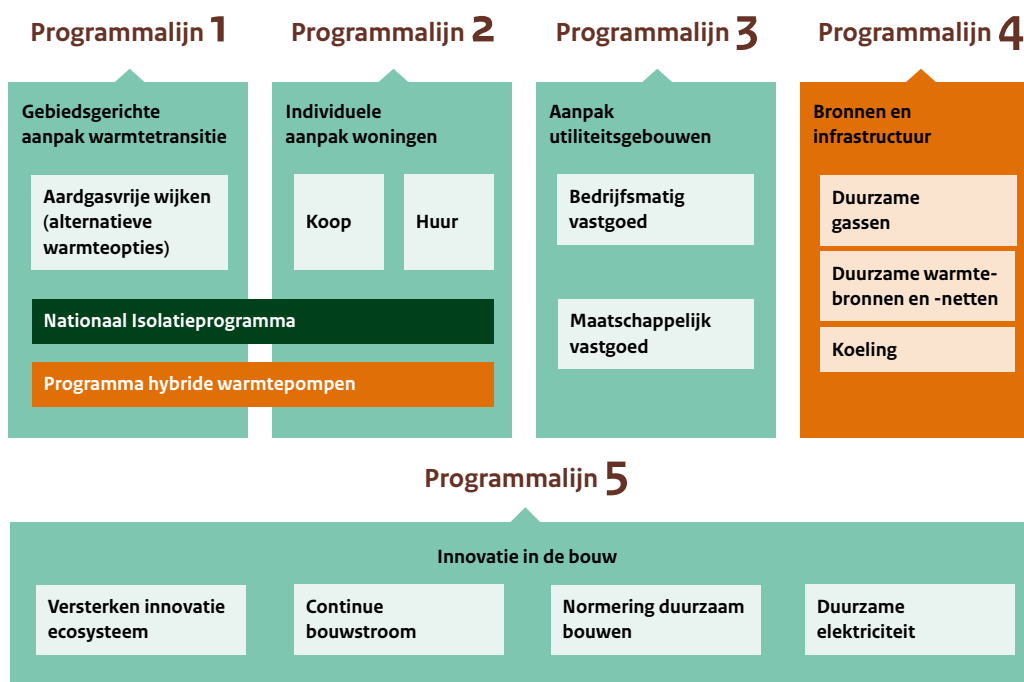 Programmalijn 1
Gebiedsgerichte
aanpak warmtetransitie
Aardgasvrije wijken
(alternatieve
warmteopties)
Programmalijn 2
Individuele
aanpak woningen
Koop
Huur
Nationaal Isolatieprogramma
Programma hybride warmtepompen
Programmalijn 3
Aanpak
utiliteitsgebouwen
Bedrijfsmatig
vastgoed
Maatschappelijk
vastgoed
Programmalijn 4
Bronnen en
infrastructuur
Duurzame
gassen
Duurzame warmte-
bronnen en -netten
Koeling
Programmalijn 5
Innovatie in de bouw
Versterken innovatie
ecosysteem
Continue
bouwstroom
Normering duurzaam
bouwen
Duurzame
elektriciteit